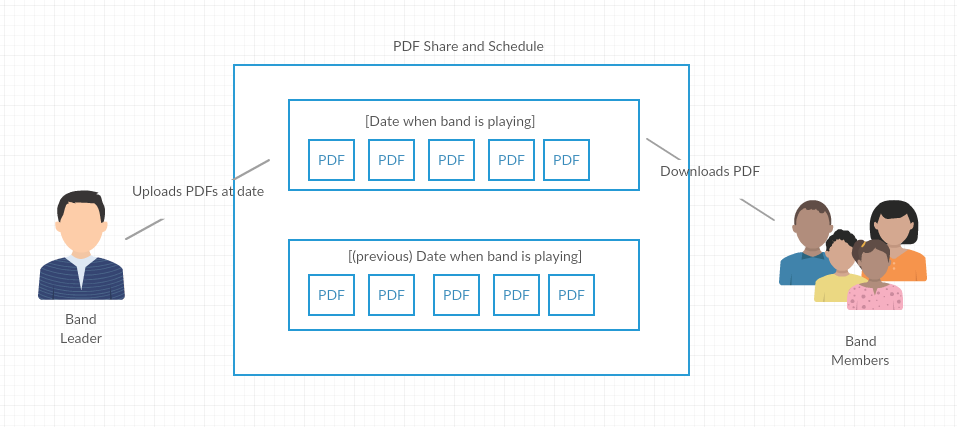 PDF Share and Schedule
[Date when band is playing]
PDF PDF PDF PDF PDF
Uploads PDFs at date
Downloads PDF
[(previous) Date when band is playing]
PDF PDF PDF PDF PDF
Band
Leader
Band
Members